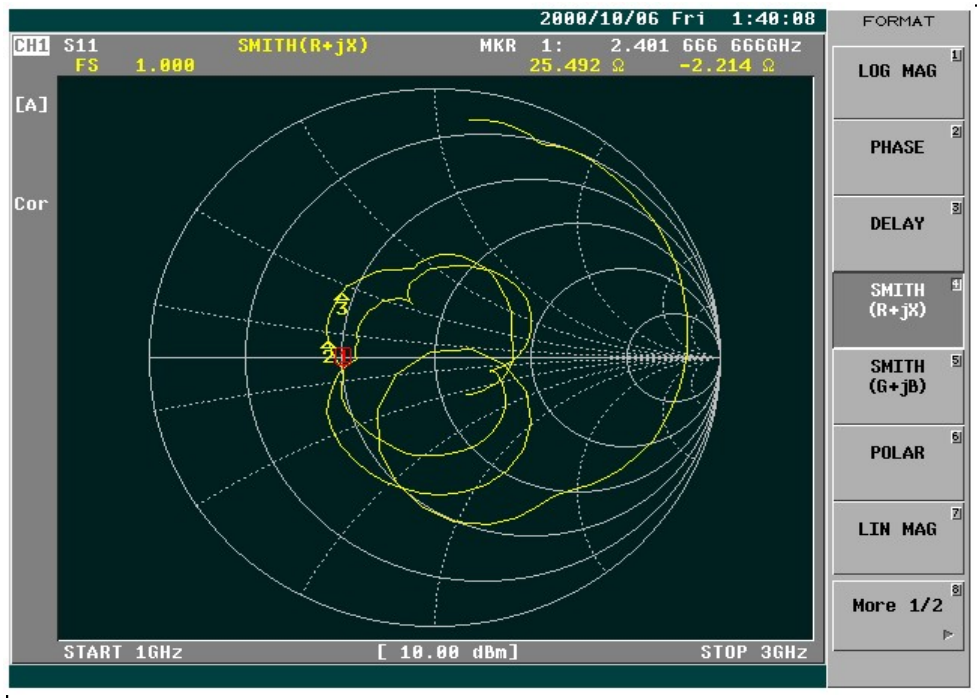 2000/10/06 Fri 1:40:08
CH1 S11 SMITH(R+jX) MKR 1: 2.401 666 666GHz
FS 1.000 25.492 Ω -2.214 Ω
[A]
Cor
3
2
1
START 1GHz [ 10.00 dBm] STOP 3GHz
FORMAT
1
LOG MAG
2
PHASE
3
DELAY
4
SMITH
(R+jX)
5
SMITH
(G+jB)
6
POLAR
7
LIN MAG
8
More 1/2